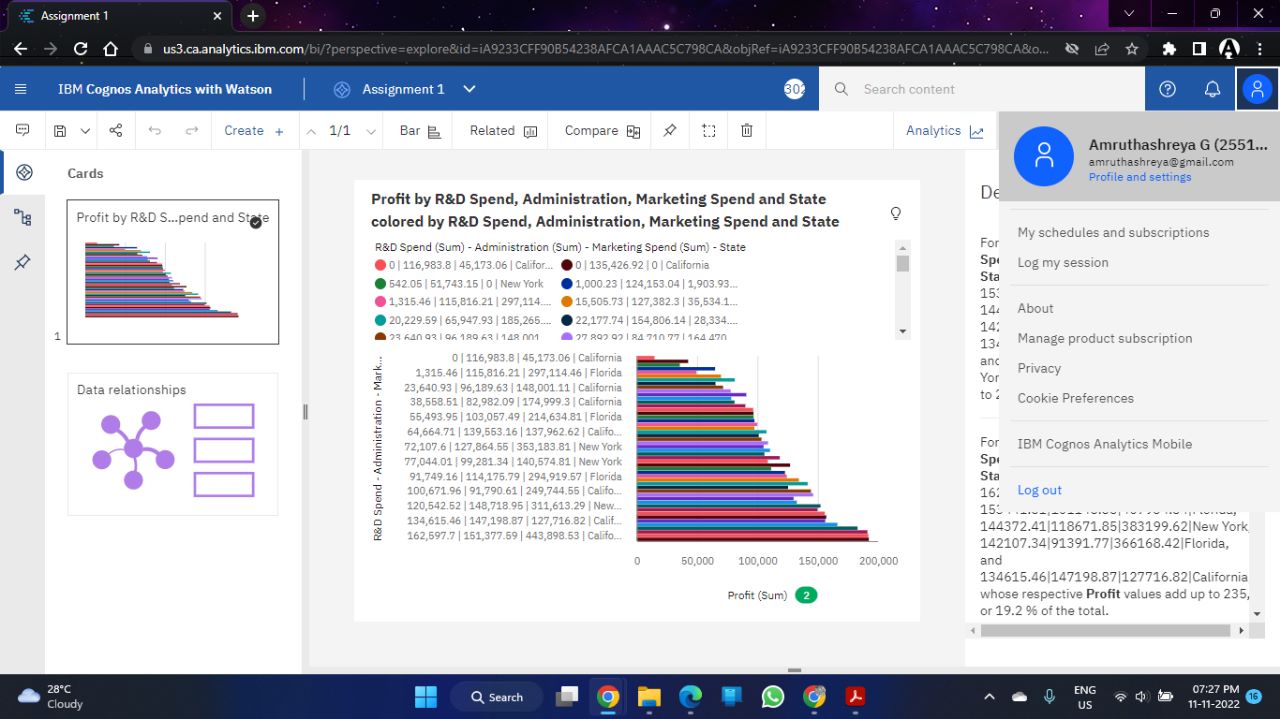 Assignment 1
us3.ca.analytics.ibm.com/bi/?perspective=explore&id=iA9233CFF90B54238AFCA1AAAC5C798CA&objRef=iA9233CFF90B54238AFCA1AAAC5C798CA&o...
IBM Cognos Analytics with Watson
Assignment 1
302
Search content
Create +
1/1
Bar
Related
Compare
Analytics
Cards
Profit by R&D S...pend and State
1
Data relationships
Profit by R&D Spend, Administration, Marketing Spend and State
colored by R&D Spend, Administration, Marketing Spend and State
R&D Spend (Sum) - Administration (Sum) - Marketing Spend (Sum) - State
0 | 116,983.8 | 45,173.06 | Califor... 0 | 135,426.92 | 0 | California
542.05 | 51,743.15 | 0 | New York 1,000.23 | 124,153.04 | 1,903.93...
1,315.46 | 115,816.21 | 297,114.... 15,505.73 | 127,382.3 | 35,534.1...
20,229.59 | 65,947.93 | 185,265.... 22,177.74 | 154,806.14 | 28,334....
23,640.93 | 96,189.63 | 148,001.... 27,892.92 | 84,710.77 | 164,470....
R&D Spend - Administration - Mark...
0 | 116,983.8 | 45,173.06 | California
1,315.46 | 115,816.21 | 297,114.46 | Florida
23,640.93 | 96,189.63 | 148,001.11 | California
38,558.51 | 82,982.09 | 174,999.3 | California
55,493.95 | 103,057.49 | 214,634.81 | Florida
64,664.71 | 139,553.16 | 137,962.62 | Califo...
72,107.6 | 127,864.55 | 353,183.81 | New York
77,044.01 | 99,281.34 | 140,574.81 | New York
91,749.16 | 114,175.79 | 294,919.57 | Florida
100,671.96 | 91,790.61 | 249,744.55 | Califo...
120,542.52 | 148,718.95 | 311,613.29 | New...
134,615.46 | 147,198.87 | 127,716.82 | Calif...
162,597.7 | 151,377.59 | 443,898.53 | Califo...
0 50,000 100,000 150,000 200,000
Profit (Sum) 2
De
For
Spe
Sta
153
144
142
134
and
Yor
to 2
For
Spe
Sta
162
144372.41|118671.85|383199.62|New York,
142107.34|91391.77|366168.42|Florida,
and
134615.46|147198.87|127716.82|California
whose respective Profit values add up to 235,
or 19.2 % of the total.
Amruthashreya G (2551...
amruthashreya@gmail.com
Profile and settings
My schedules and subscriptions
Log my session
About
Manage product subscription
Privacy
Cookie Preferences
IBM Cognos Analytics Mobile
Log out
28°C
Cloudy
Search
ENG
US
07:27 PM
11-11-2022
16